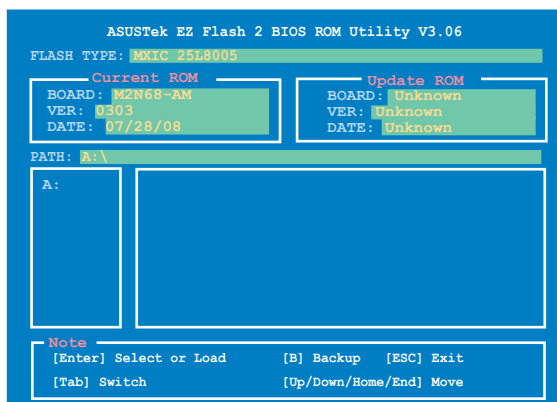 ASUSTek EZ Flash 2 BIOS ROM Utility V3.06
FLASH TYPE: MXIC 25L8005
Current ROM
BOARD: M2N68-AM
VER: 0303
DATE: 07/28/08
Update ROM
BOARD: Unknown
VER: Unknown
DATE: Unknown
PATH: A:\
A:
Note
[Enter] Select or Load [B] Backup [ESC] Exit
[Tab] Switch [Up/Down/Home/End] Move